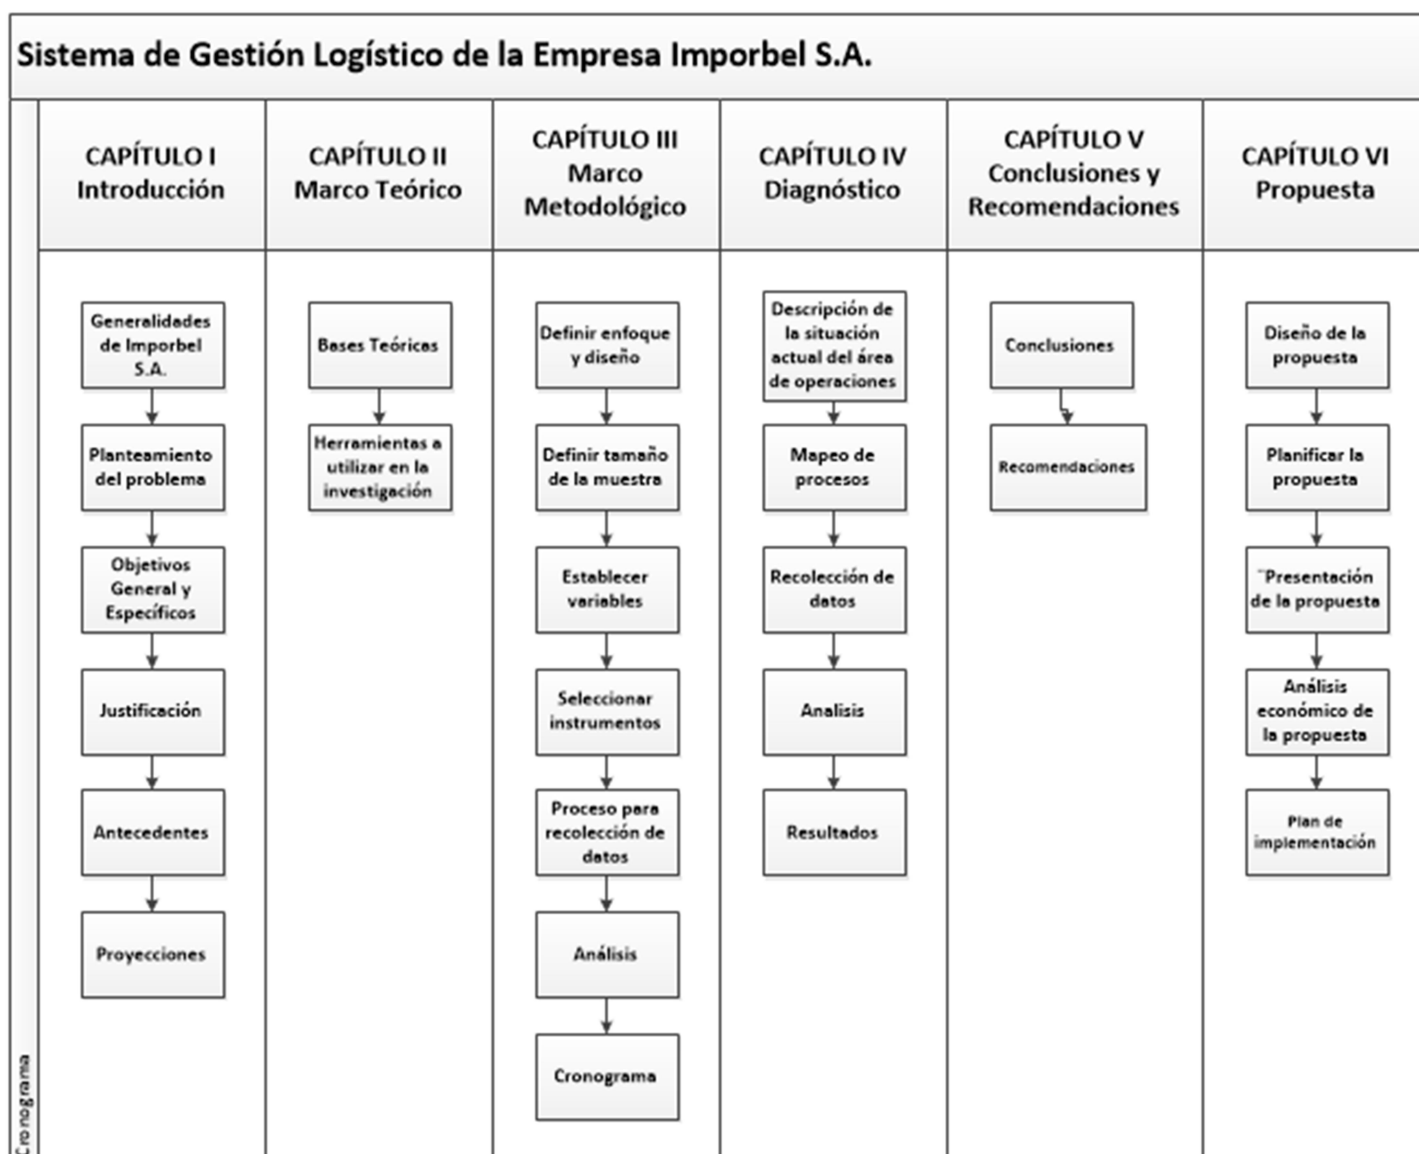 Sistema de Gestión Logístico de la Empresa Imporbel S.A.
CAPÍTULO I
Introducción
CAPÍTULO II
Marco Teórico
CAPÍTULO III
Marco
Metodológico
CAPÍTULO IV
Diagnóstico
CAPÍTULO V
Conclusiones y
Recomendaciones
CAPÍTULO VI
Propuesta
Generalidades
de Imporbel
S.A.
Planteamiento
del problema
Objetivos
General y
Específicos
Justificación
Antecedentes
Proyecciones
Bases Teóricas
Herramientas a
utilizar en la
investigación
Definir enfoque
y diseño
Definir tamaño
de la muestra
Establecer
variables
Seleccionar
instrumentos
Proceso para
recolección de
datos
Análisis
Cronograma
Descripción de
la situación
actual del área
de operaciones
Mapeo de
procesos
Recolección de
datos
Analisis
Resultados
Conclusiones
Recomendaciones
Diseño de la
propuesta
Planificar la
propuesta
¨Presentación
de la propuesta
Análisis
económico de
la propuesta
Plan de
implementación
Cronograma